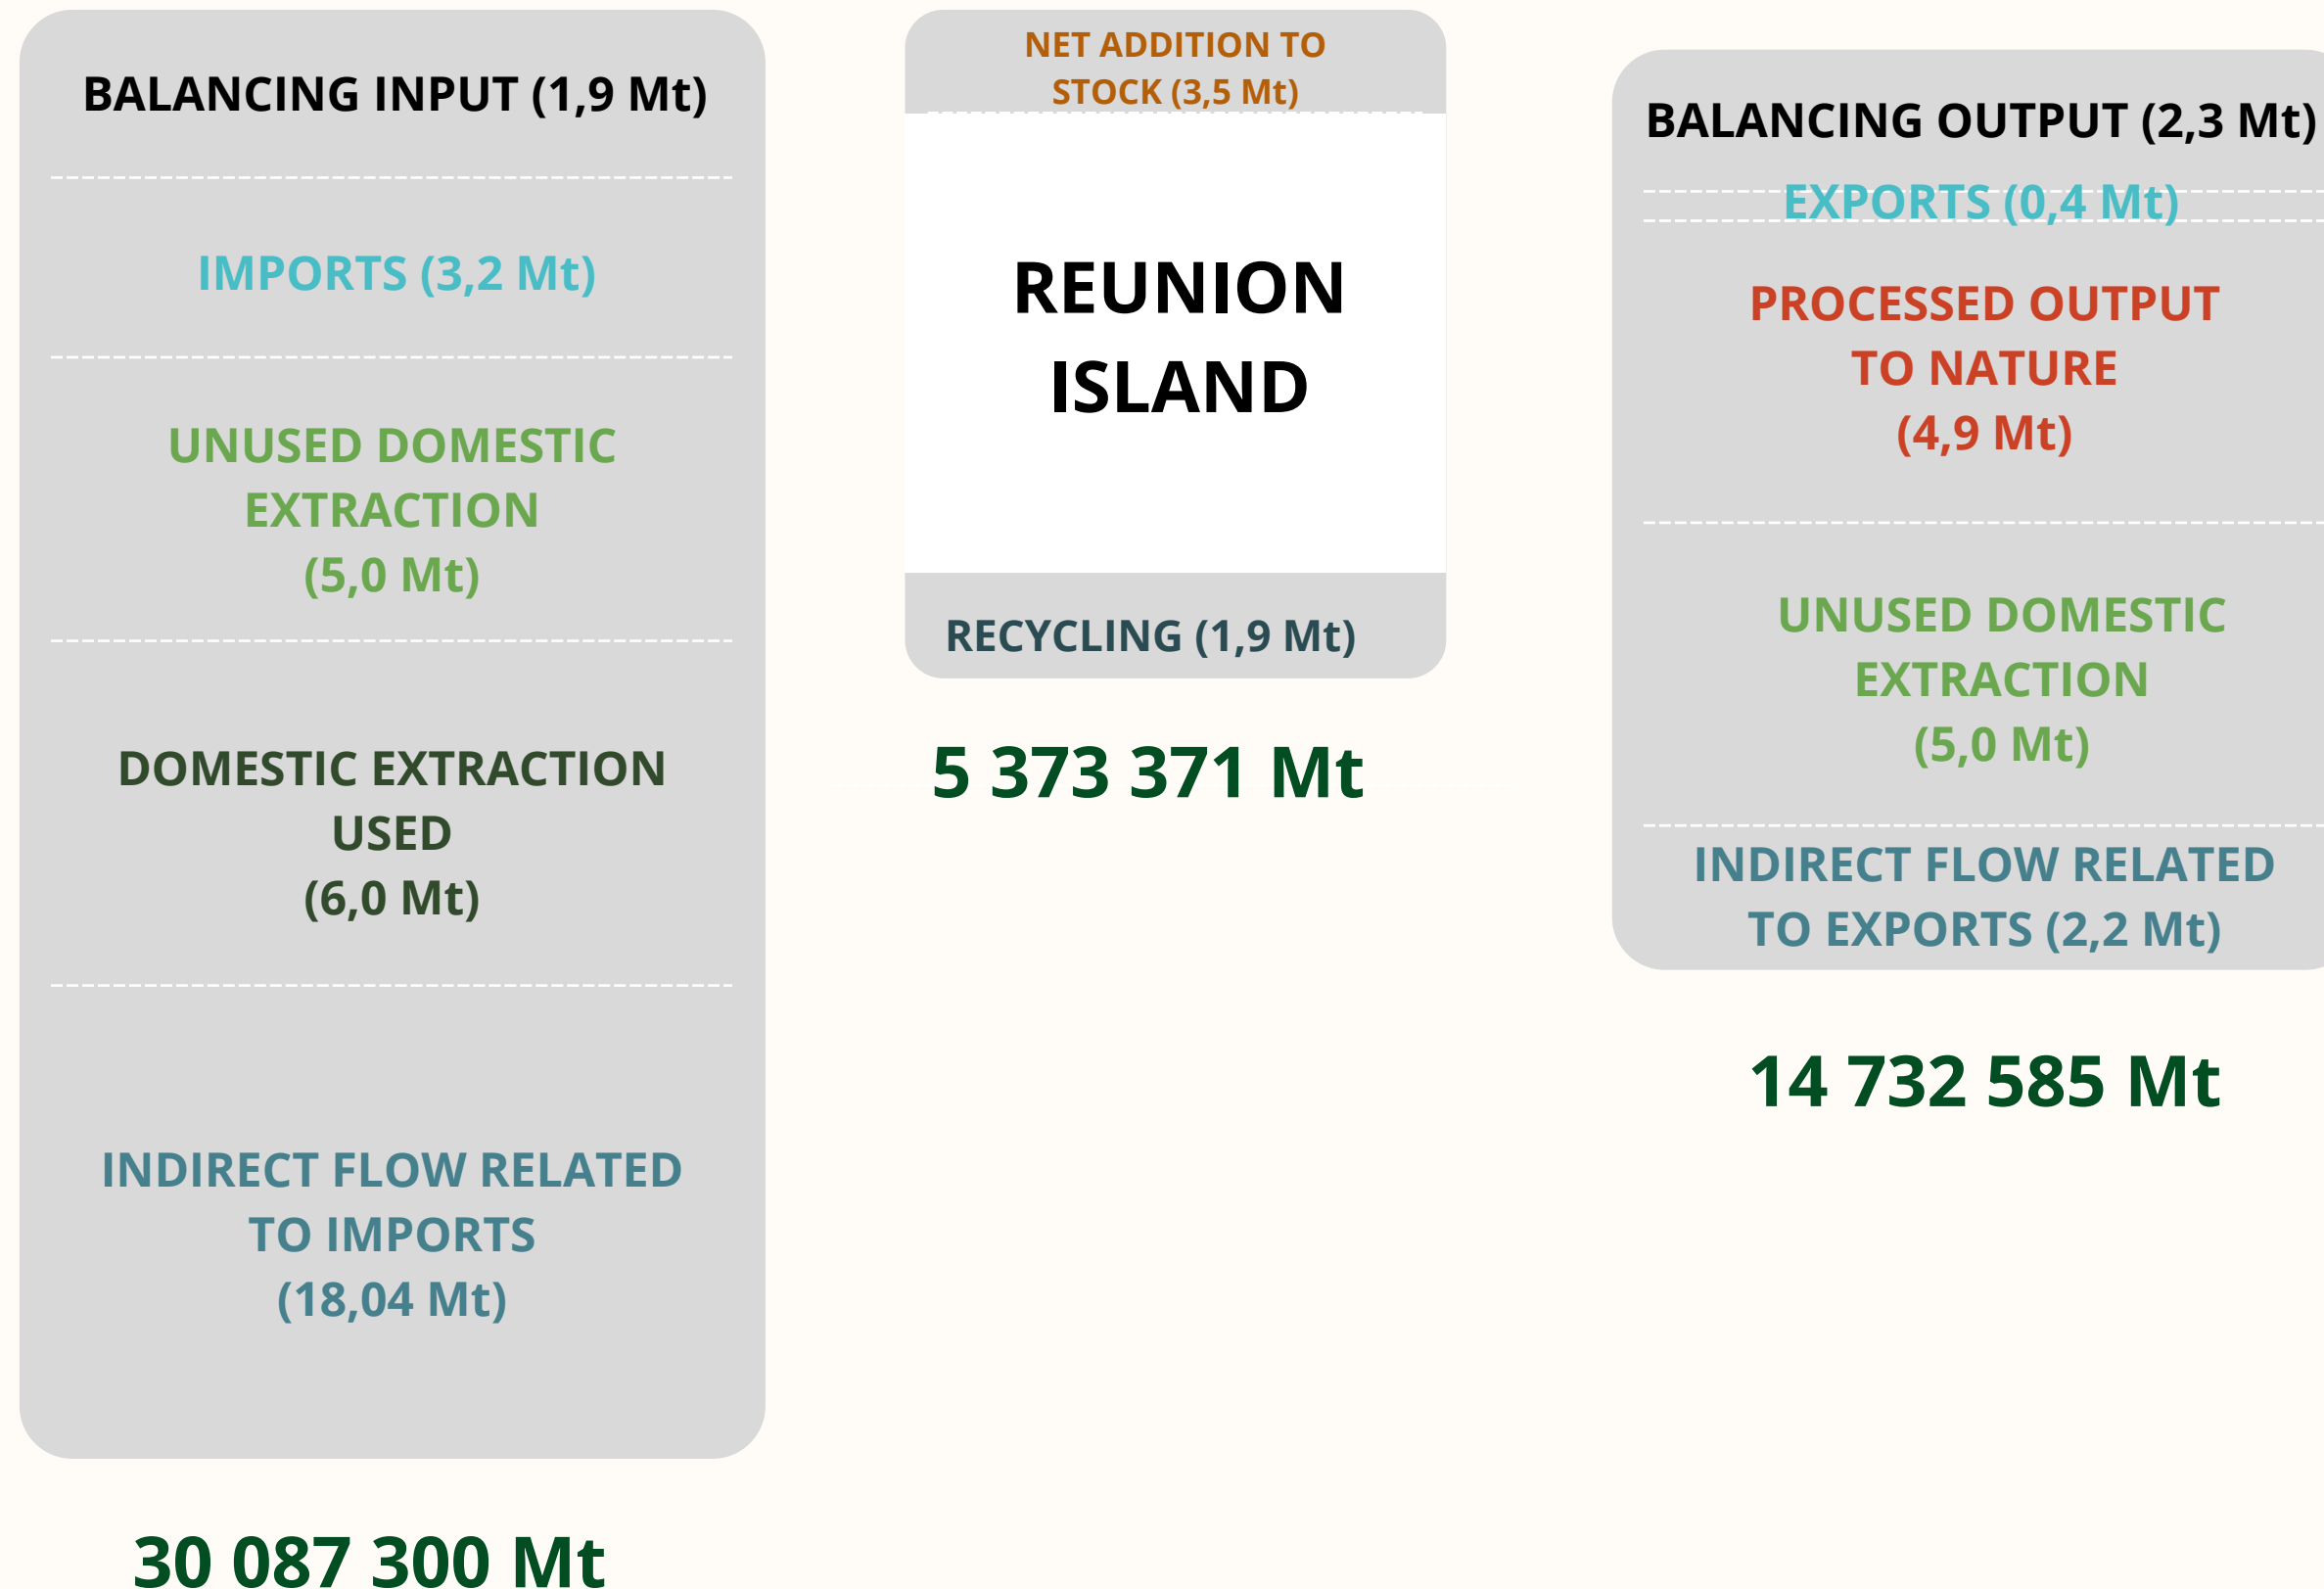 BALANCING INPUT (1,9 Mt)
IMPORTS (3,2 Mt)
UNUSED DOMESTIC
EXTRACTION
(5,0 Mt)
DOMESTIC EXTRACTION
USED
(6,0 Mt)
INDIRECT FLOW RELATED
TO IMPORTS
(18,04 Mt)
30 087 300 Mt
NET ADDITION TO
STOCK (3,5 Mt)
REUNION
ISLAND
RECYCLING (1,9 Mt)
5 373 371 Mt
BALANCING OUTPUT (2,3 Mt)
EXPORTS (0,4 Mt)
PROCESSED OUTPUT
TO NATURE
(4,9 Mt)
UNUSED DOMESTIC
EXTRACTION
(5,0 Mt)
INDIRECT FLOW RELATED
TO EXPORTS (2,2 Mt)
14 732 585 Mt